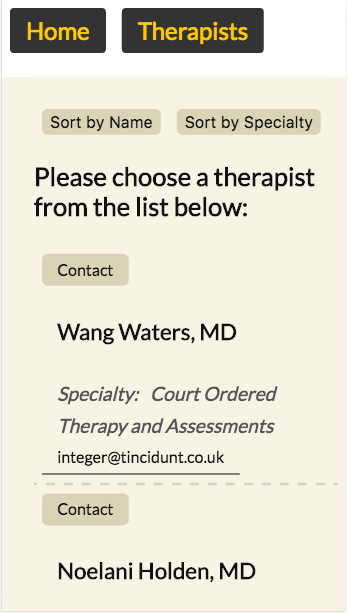 Home Therapists
Sort by Name Sort by Specialty
Please choose a therapist
from the list below:
Contact
Wang Waters, MD
Specialty: Court Ordered
Therapy and Assessments
integer@tincidunt.co.uk
Contact
Noelani Holden, MD